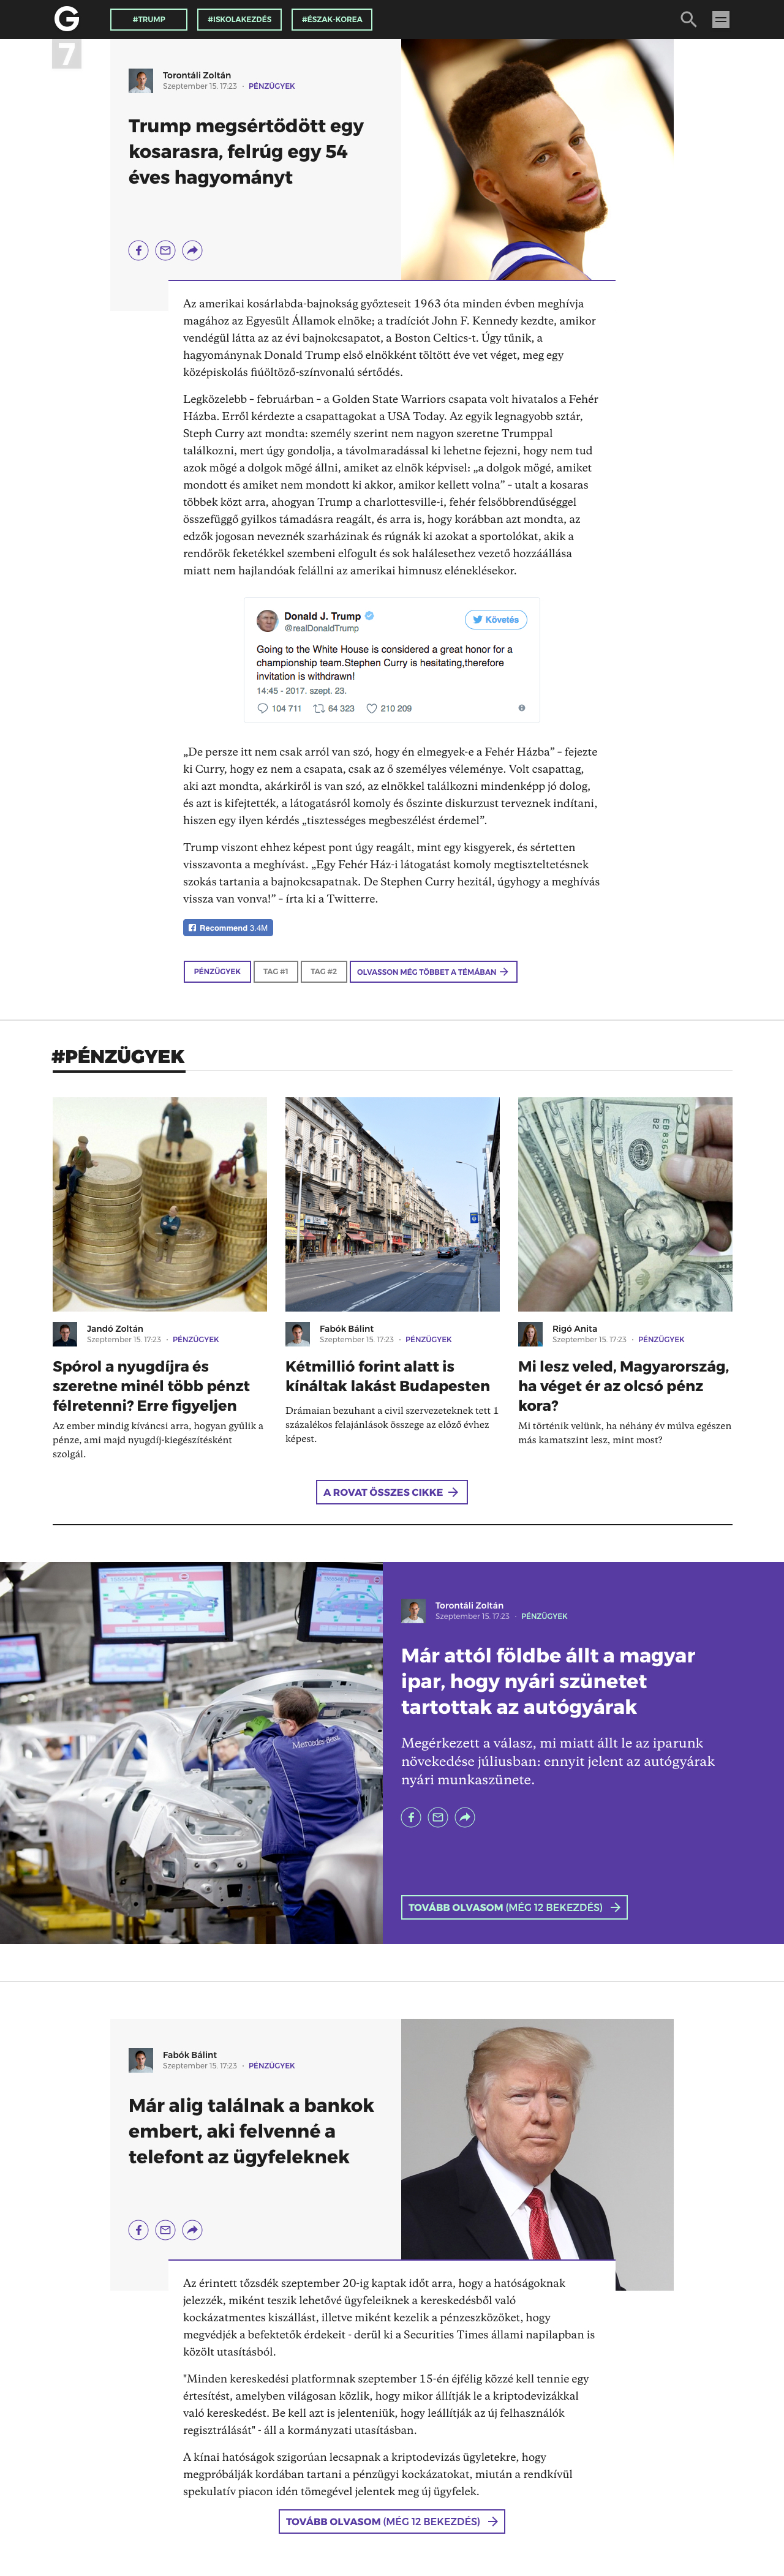 G
#TRUMP
#ISKOLAKEZDÉS
#ÉSZAK-KOREA
7
Torontáli Zoltán
Szeptember 15. 17:23 · PÉNZÜGYEK
Trump megsértődött egy
kosarasra, felrúg egy 54
éves hagyományt
Az amerikai kosárlabda-bajnokság győzteseit 1963 óta minden évben meghívja
magához az Egyesült Államok elnöke; a tradíciót John F. Kennedy kezdte, amikor
vendégül látta az az évi bajnokcsapatot, a Boston Celtics-t. Úgy tűnik, a
hagyománynak Donald Trump első elnökként töltött éve vet véget, meg egy
középiskolás fiúöltöző-színvonalú sértődés.
Legközelebb – februárban – a Golden State Warriors csapata volt hivatalos a Fehér
Házba. Erről kérdezte a csapattagokat a USA Today. Az egyik legnagyobb sztár,
Steph Curry azt mondta: személy szerint nem nagyon szeretne Trumppal
találkozni, mert úgy gondolja, a távolmaradással ki lehetne fejezni, hogy nem tud
azok mögé a dolgok mögé állni, amiket az elnök képvisel: „a dolgok mögé, amiket
mondott és amiket nem mondott ki akkor, amikor kellett volna” – utalt a kosaras
többek közt arra, ahogyan Trump a charlottesville-i, fehér felsőbbrendűséggel
összefüggő gyilkos támadásra reagált, és arra is, hogy korábban azt mondta, az
edzők jogosan neveznék szarházinak és rúgnák ki azokat a sportolókat, akik a
rendőrök feketékkel szembeni elfogult és sok halálesethez vezető hozzáállása
miatt nem hajlandóak felállni az amerikai himnusz eléneklésekor.
Donald J. Trump
@realDonaldTrump
Követés
Going to the White House is considered a great honor for a
championship team.Stephen Curry is hesitating,therefore
invitation is withdrawn!
14:45 - 2017. szept. 23.
104 711 64 323 210 209
„De persze itt nem csak arról van szó, hogy én elmegyek-e a Fehér Házba” – fejezte
ki Curry, hogy ez nem a csapata, csak az ő személyes véleménye. Volt csapattag,
aki azt mondta, akárkiről is van szó, az elnökkel találkozni mindenképp jó dolog,
és azt is kifejtették, a látogatásról komoly és őszinte diskurzust terveznek indítani,
hiszen egy ilyen kérdés „tisztességes megbeszélést érdemel”.
Trump viszont ehhez képest pont úgy reagált, mint egy kisgyerek, és sértetten
visszavonta a meghívást. „Egy Fehér Ház-i látogatást komoly megtiszteltetésnek
szokás tartania a bajnokcsapatnak. De Stephen Curry hezitál, úgyhogy a meghívás
vissza van vonva!” – írta ki a Twitterre.
Recommend 3.4M
PÉNZÜGYEK
TAG #1
TAG #2
OLVASSON MÉG TÖBBET A TÉMÁBAN
#PÉNZÜGYEK
Jandó Zoltán
Szeptember 15. 17:23 · PÉNZÜGYEK
Spórol a nyugdíjra és
szeretne minél több pénzt
félretenni? Erre figyeljen
Az ember mindig kíváncsi arra, hogyan gyűlik a
pénze, ami majd nyugdíj-kiegészítésként
szolgál.
Fabók Bálint
Szeptember 15. 17:23 · PÉNZÜGYEK
Kétmillió forint alatt is
kínáltak lakást Budapesten
Drámaian bezuhant a civil szervezeteknek tett 1
százalékos felajánlások összege az előző évhez
képest.
Rigó Anita
Szeptember 15. 17:23 · PÉNZÜGYEK
Mi lesz veled, Magyarország,
ha véget ér az olcsó pénz
kora?
Mi történik velünk, ha néhány év múlva egészen
más kamatszint lesz, mint most?
A ROVAT ÖSSZES CIKKE
Mercedes-Benz
Torontáli Zoltán
Szeptember 15. 17:23 · PÉNZÜGYEK
Már attól földbe állt a magyar
ipar, hogy nyári szünetet
tartottak az autógyárak
Megérkezett a válasz, mi miatt állt le az iparunk
növekedése júliusban: ennyit jelent az autógyárak
nyári munkaszünete.
TOVÁBB OLVASOM (MÉG 12 BEKEZDÉS)
Fabók Bálint
Szeptember 15. 17:23 · PÉNZÜGYEK
Már alig találnak a bankok
embert, aki felvenné a
telefont az ügyfeleknek
Az érintett tőzsdék szeptember 20-ig kaptak időt arra, hogy a hatóságoknak
jelezzék, miként teszik lehetővé ügyfeleiknek a kereskedésből való
kockázatmentes kiszállást, illetve miként kezelik a pénzeszközöket, hogy
megvédjék a befektetők érdekeit - derül ki a Securities Times állami napilapban is
közölt utasításból.
"Minden kereskedési platformnak szeptember 15-én éjfélig közzé kell tennie egy
értesítést, amelyben világosan közlik, hogy mikor állítják le a kriptodevizákkal
való kereskedést. Be kell azt is jelenteniük, hogy leállítják az új felhasználók
regisztrálását" - áll a kormányzati utasításban.
A kínai hatóságok szigorúan lecsapnak a kriptodevizás ügyletekre, hogy
megpróbálják kordában tartani a pénzügyi kockázatokat, miután a rendkívül
spekulatív piacon idén tömegével jelentek meg új ügyfelek.
TOVÁBB OLVASOM (MÉG 12 BEKEZDÉS)